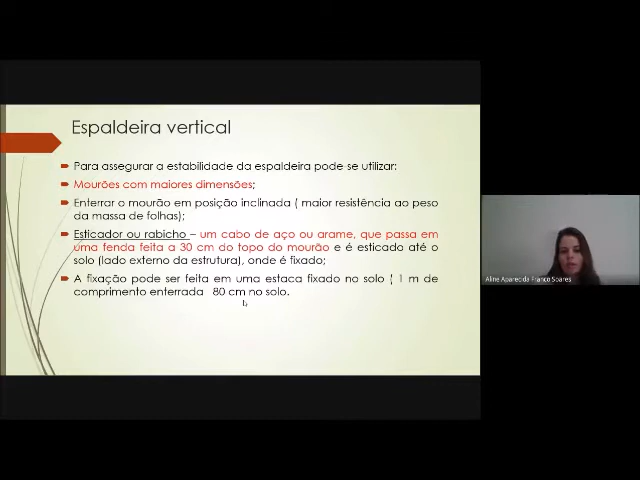 Espaldeira vertical
Para assegurar a estabilidade da espaldeira pode se utilizar:
Mourões com maiores dimensões;
Enterrar o mourão em posição inclinada ( maior resistência ao peso
da massa de folhas);
Esticador ou rabicho – um cabo de aço ou arame, que passa em
uma fenda feita a 30 cm do topo do mourão e é esticado até o
solo (lado externo da estrutura), onde é fixado;
A fixação pode ser feita em uma estaca fixado no solo ( 1 m de
comprimento enterrada 80 cm no solo.
Aline Aparecida Franco Soares